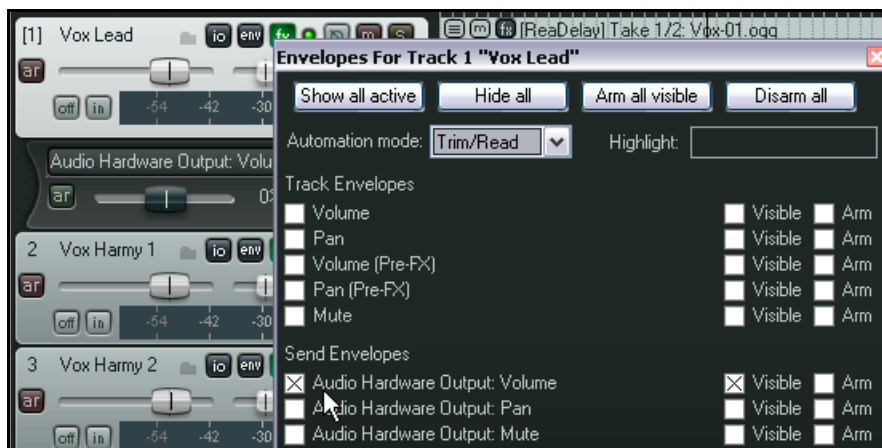 [1] Vox Lead io env fx m S
[ReaDelay] Take 1/2: Vox-01.ogg
ar
off in -54 -42 -30
Audio Hardware Output: Volu
ar 0%
2 Vox Harmy 1 io env
ar
off in -54 -42 -30
3 Vox Harmy 2 io env
ar
off in -54 -42 -30
Envelopes For Track 1 "Vox Lead"
Show all active Hide all Arm all visible Disarm all
Automation mode: Trim/Read Highlight:
Track Envelopes
Volume Visible Arm
Pan Visible Arm
Volume (Pre-FX) Visible Arm
Pan (Pre-FX) Visible Arm
Mute Visible Arm
Send Envelopes
Audio Hardware Output: Volume Visible Arm
Audio Hardware Output: Pan Visible Arm
Audio Hardware Output: Mute Visible Arm